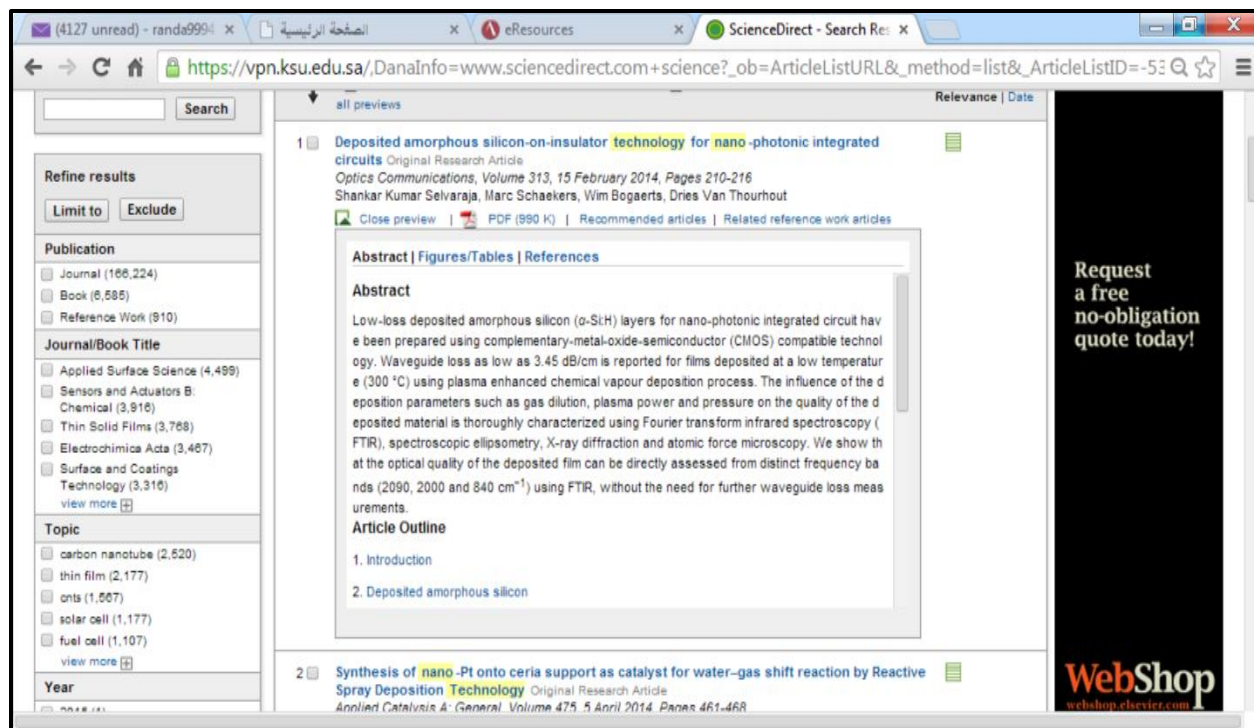 (4127 unread) - randa9994
الصفحة الرئيسية
eResources
ScienceDirect - Search Res
https://vpn.ksu.edu.sa/,DanaInfo=www.sciencedirect.com+science?_ob=ArticleListURL&_method=list&_ArticleListID=-53
Search
Refine results
Limit to
Exclude
Publication
Journal (166,224)
Book (6,585)
Reference Work (910)
Journal/Book Title
Applied Surface Science (4,499)
Sensors and Actuators B:
Chemical (3,916)
Thin Solid Films (3,768)
Electrochimica Acta (3,467)
Surface and Coatings
Technology (3,316)
view more
Topic
carbon nanotube (2,520)
thin film (2,177)
cnts (1,567)
solar cell (1,177)
fuel cell (1,107)
view more
Year
all previews
Relevance | Date
1
Deposited amorphous silicon-on-insulator technology for nano -photonic integrated
circuits Original Research Article
Optics Communications, Volume 313, 15 February 2014, Pages 210-216
Shankar Kumar Selvaraja, Marc Schaekers, Wim Bogaerts, Dries Van Thourhout
Close preview | PDF (990 K) | Recommended articles | Related reference work articles
Abstract | Figures/Tables | References
Abstract
Low-loss deposited amorphous silicon (α-Si:H) layers for nano-photonic integrated circuit hav
e been prepared using complementary-metal-oxide-semiconductor (CMOS) compatible technol
ogy. Waveguide loss as low as 3.45 dB/cm is reported for films deposited at a low temperatur
e (300 °C) using plasma enhanced chemical vapour deposition process. The influence of the d
eposition parameters such as gas dilution, plasma power and pressure on the quality of the d
eposited material is thoroughly characterized using Fourier transform infrared spectroscopy (
FTIR), spectroscopic ellipsometry, X-ray diffraction and atomic force microscopy. We show th
at the optical quality of the deposited film can be directly assessed from distinct frequency ba
nds (2090, 2000 and 840 cm⁻¹) using FTIR, without the need for further waveguide loss meas
urements.
Article Outline
1. Introduction
2. Deposited amorphous silicon
2
Synthesis of nano -Pt onto ceria support as catalyst for water–gas shift reaction by Reactive
Spray Deposition Technology Original Research Article
Applied Catalysis A: General, Volume 475, 5 April 2014, Pages 461-468
Request
a free
no-obligation
quote today!
WebShop
webshop.elsevier.com